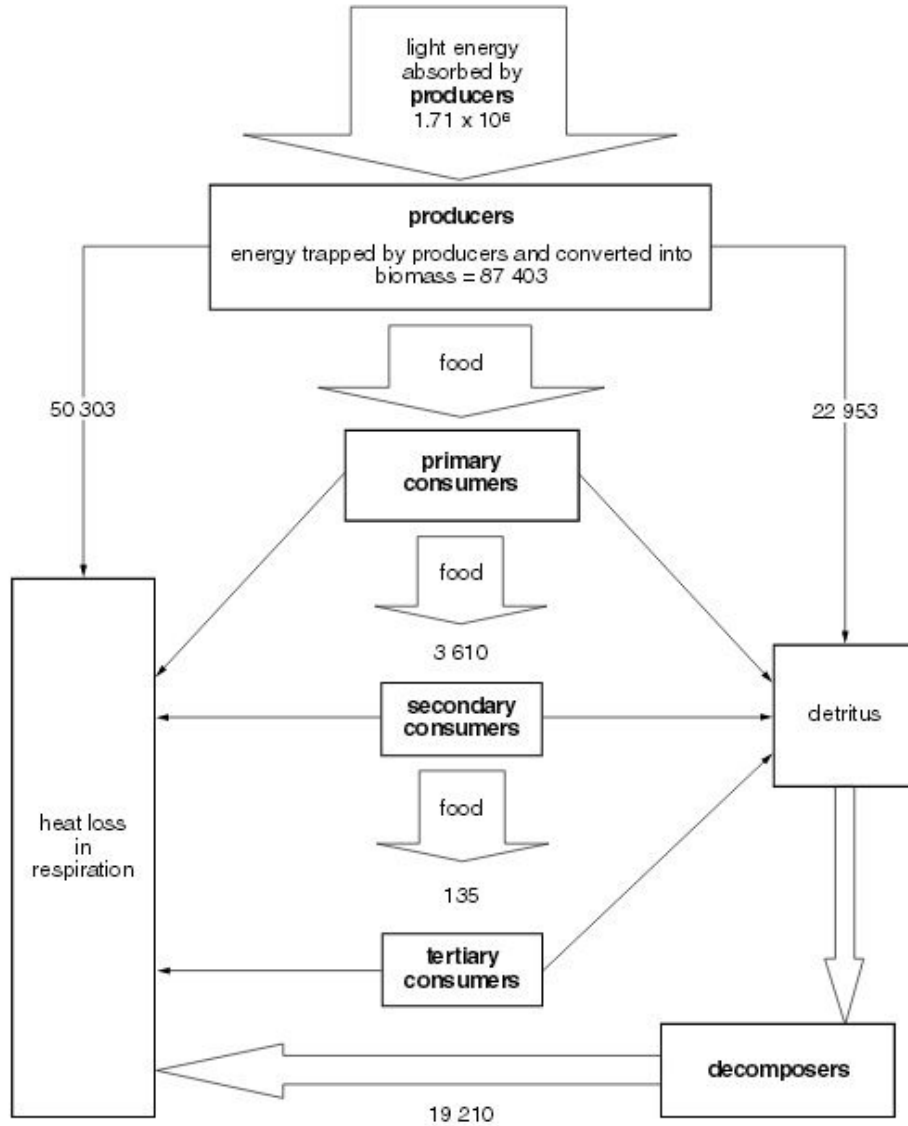 light energy
absorbed by
producers
1.71 x 10⁶
producers
energy trapped by producers and converted into
biomass = 87 403
food
50 303
22 953
primary
consumers
food
3 610
secondary
consumers
detritus
food
heat loss
in
respiration
135
tertiary
consumers
decomposers
19 210